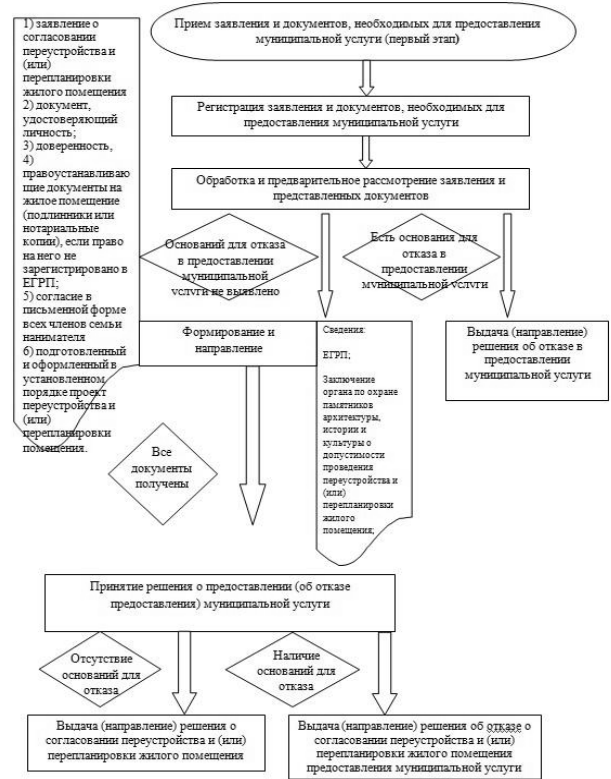 1) заявление о
согласовании
переустройства и
(или)
перепланировки
жилого помещения
2) документ,
удостоверяющий
личность;
3) доверенность,
4)
правоустанавливаю
щие документы на
жилое помещение
(подлинники или
нотариальные
копии), если право
на него не
зарегистрировано в
ЕГРП;
5) согласие в
письменной форме
всех членов семьи
нанимателя
6) подготовленный
и оформленный в
установленном
порядке проект
переустройства и
(или)
перепланировки
помещения.
Прием заявления и документов, необходимых для предоставления
муниципальной услуги (первый этап)
Регистрация заявления и документов, необходимых для
предоставления муниципальной услуги
Обработка и предварительное рассмотрение заявления и
представленных документов
Оснований для отказа
в предоставлении
муниципальной
услуги не выявлено
Есть основания для
отказа в
предоставлении
муниципальной услуги
Формирование и
направление
Сведения:
ЕГРП;
Заключение
органа по охране
памятников
архитектуры,
истории и
культуры о
допустимости
проведения
переустройства и
(или)
перепланировки
жилого
помещения;
Выдача (направление)
решения об отказе в
предоставлении
муниципальной услуги
Все
документы
получены
Принятие решения о предоставлении (об отказе
предоставления) муниципальной услуги
Отсутствие
оснований для
отказа
Наличие
оснований для
отказа
Выдача (направление) решения о
согласовании переустройства и (или)
перепланировки жилого помещения
Выдача (направление) решения об отказе о
согласовании переустройства и (или)
перепланировки жилого помещения
предоставления муниципальной услуги